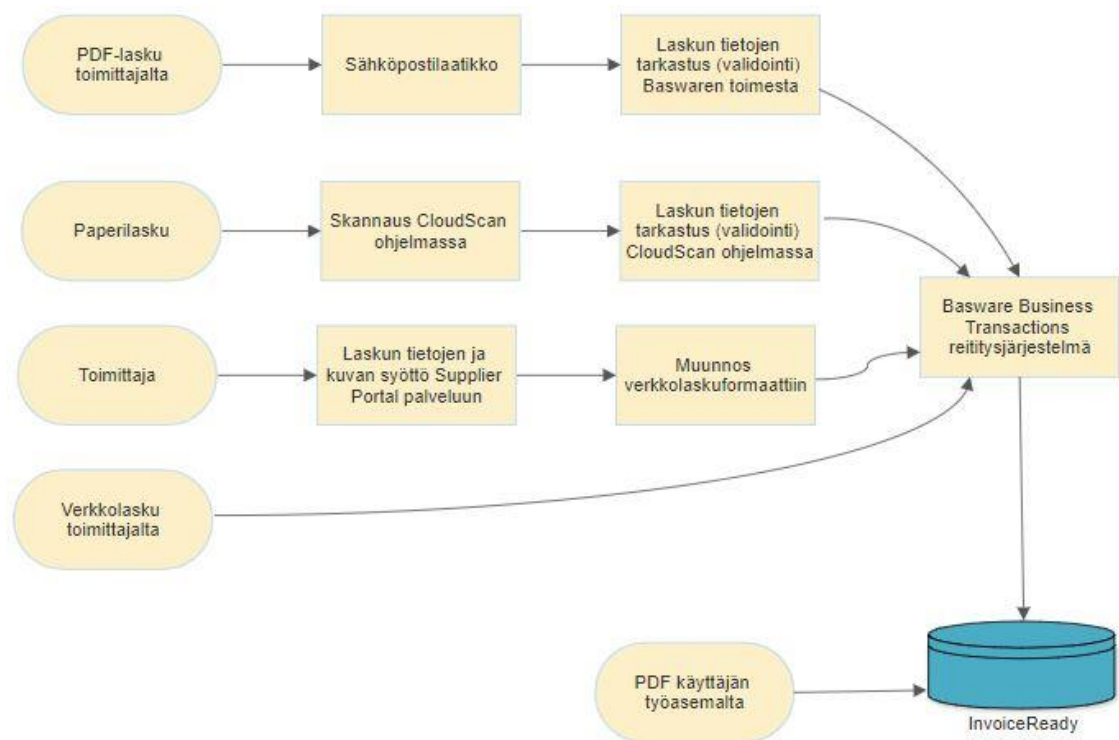 PDF-lasku
toimittajalta
Sähköpostilaatikko
Laskun tietojen
tarkastus (validointi)
Baswaren toimesta
Paperilasku
Skannaus CloudScan
ohjelmassa
Laskun tietojen
tarkastus (validointi)
CloudScan ohjelmassa
Basware Business
Transactions
reititysjärjestelmä
Toimittaja
Laskun tietojen ja
kuvan syöttö Supplier
Portal palveluun
Muunnos
verkkolaskuformaattiin
Verkkolasku
toimittajalta
PDF käyttäjän
työasemalta
InvoiceReady